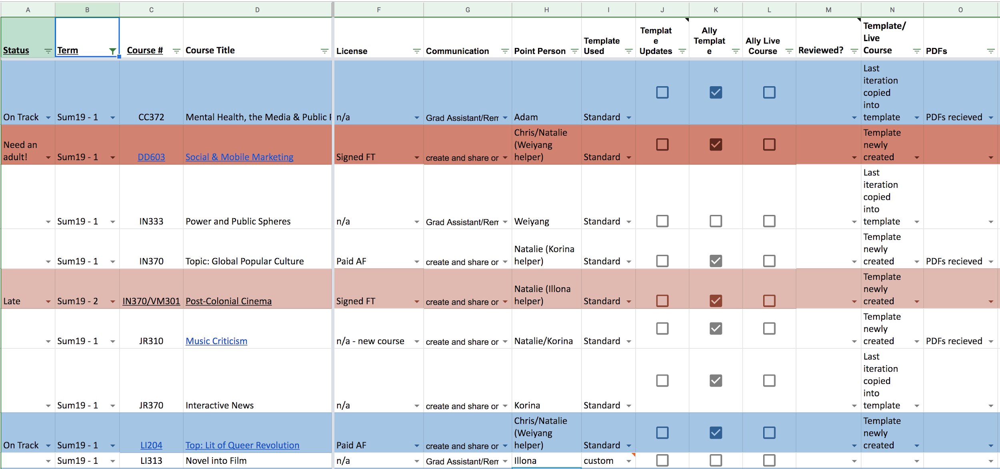 A B C D F G H I J K L M N O
Status Term Course # Course Title License Communication Point Person Template Used Templat e Updates Ally Templat e Ally Live Course Reviewed? Template/ Live Course PDFs
On Track Sum19 - 1 CC372 Mental Health, the Media & Public n/a Grad Assistant/Rem Adam Standard Last iteration copied into template PDFs recieved
Need an adult! Sum19 - 1 DD603 Social & Mobile Marketing Signed FT create and share or Chris/Natalie (Weiyang helper) Standard Template newly created
Sum19 - 1 IN333 Power and Public Spheres n/a Grad Assistant/Rem Weiyang Standard Last iteration copied into template
Sum19 - 1 IN370 Topic: Global Popular Culture Paid AF create and share or Natalie (Korina helper) Standard Template newly created PDFs recieved
Late Sum19 - 2 IN370/VM301 Post-Colonial Cinema Signed FT create and share or Natalie (Illona helper) Standard Template newly created
Sum19 - 1 JR310 Music Criticism n/a - new course create and share or Natalie/Korina Standard Template newly created PDFs recieved
Sum19 - 1 JR370 Interactive News n/a create and share or Korina Standard Last iteration copied into template
On Track Sum19 - 1 LI204 Top: Lit of Queer Revolution Paid AF create and share or Chris/Natalie (Weiyang helper) Standard Template newly created
Sum19 - 1 LI313 Novel into Film n/a Grad Assistant/Rem Illona custom